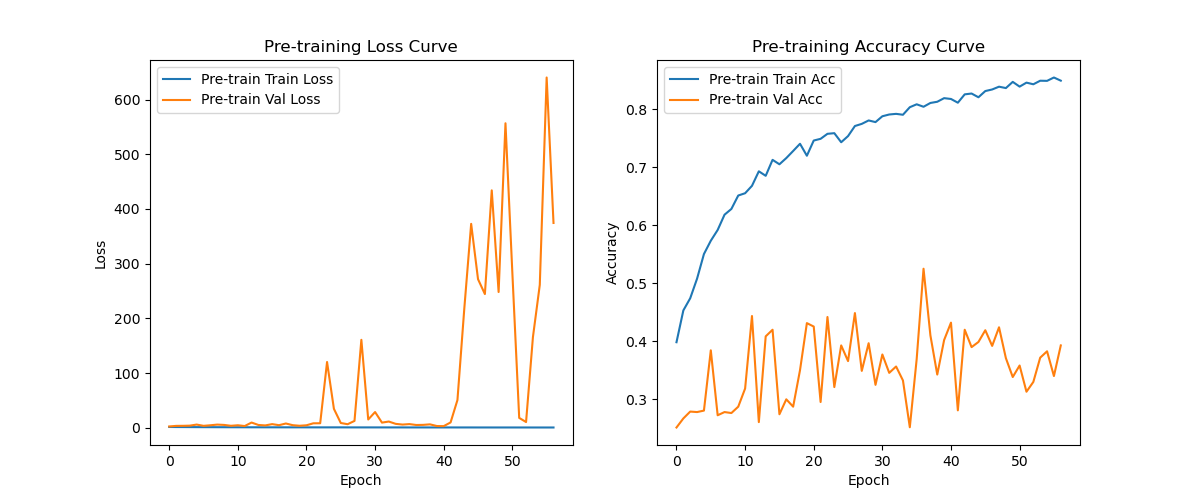 Pre-training Loss Curve
Pre-train Train Loss
Pre-train Val Loss
Loss
600
500
400
300
200
100
0
0 10 20 30 40 50
Epoch
Pre-training Accuracy Curve
Pre-train Train Acc
Pre-train Val Acc
Accuracy
0.8
0.7
0.6
0.5
0.4
0.3
0 10 20 30 40 50
Epoch